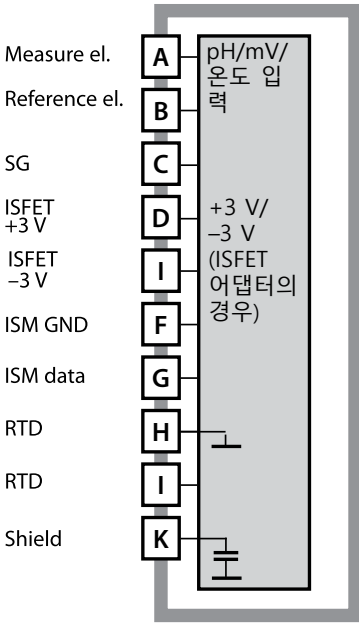 Measure el.
A
pH/mV/
온도 입
력
Reference el.
B
SG
C
ISFET
+3 V
D
+3 V/
–3 V
(ISFET
어댑터의
경우)
ISFET
–3 V
I
ISM GND
F
ISM data
G
RTD
H
RTD
I
Shield
K